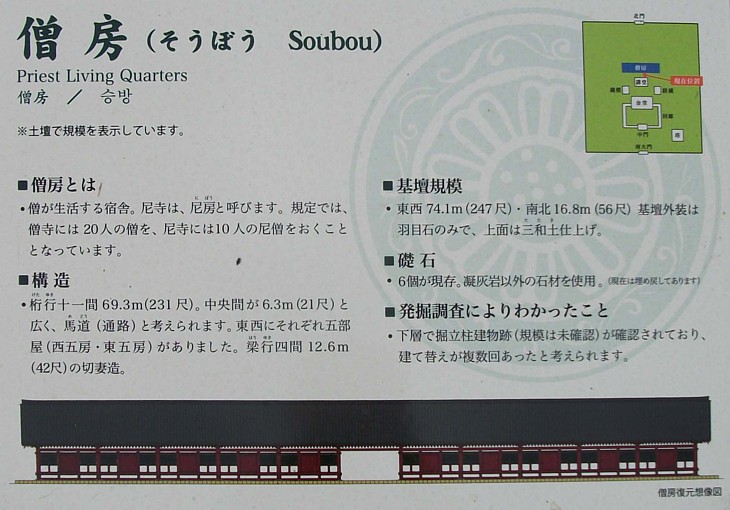 僧房（そうぼう Soubou）
Priest Living Quarters
僧房 ／ 승방
※土壇で規模を表示しています。
■僧房とは
・僧が生活する宿舎。尼寺は、尼房と呼びます。規定では、
僧寺には20人の僧を、尼寺には10人の尼僧をおくこと
となっています。
■構造
・桁行十一間 69.3m(231尺)。中央間が6.3m(21尺)と
広く、馬道（通路）と考えられます。東西にそれぞれ五部
屋(西五房・東五房）がありました。梁行四間 12.6m
(42尺)の切妻造。
北門
僧房
現在位置
講堂
鐘楼
金堂
回廊
中門
塔
南大門
■基壇規模
・東西 74.1m(247尺)・南北16.8m(56尺) 基壇外装は
羽目石のみで、上面は三和土仕上げ。
■礎石
・6個が現存。凝灰岩以外の石材を使用。(現在は埋め戻してあります)
■発掘調査によりわかったこと
・下層で掘立柱建物跡(規模は未確認)が確認されており、
建て替えが複数回あったと考えられます。
僧房復元想像図